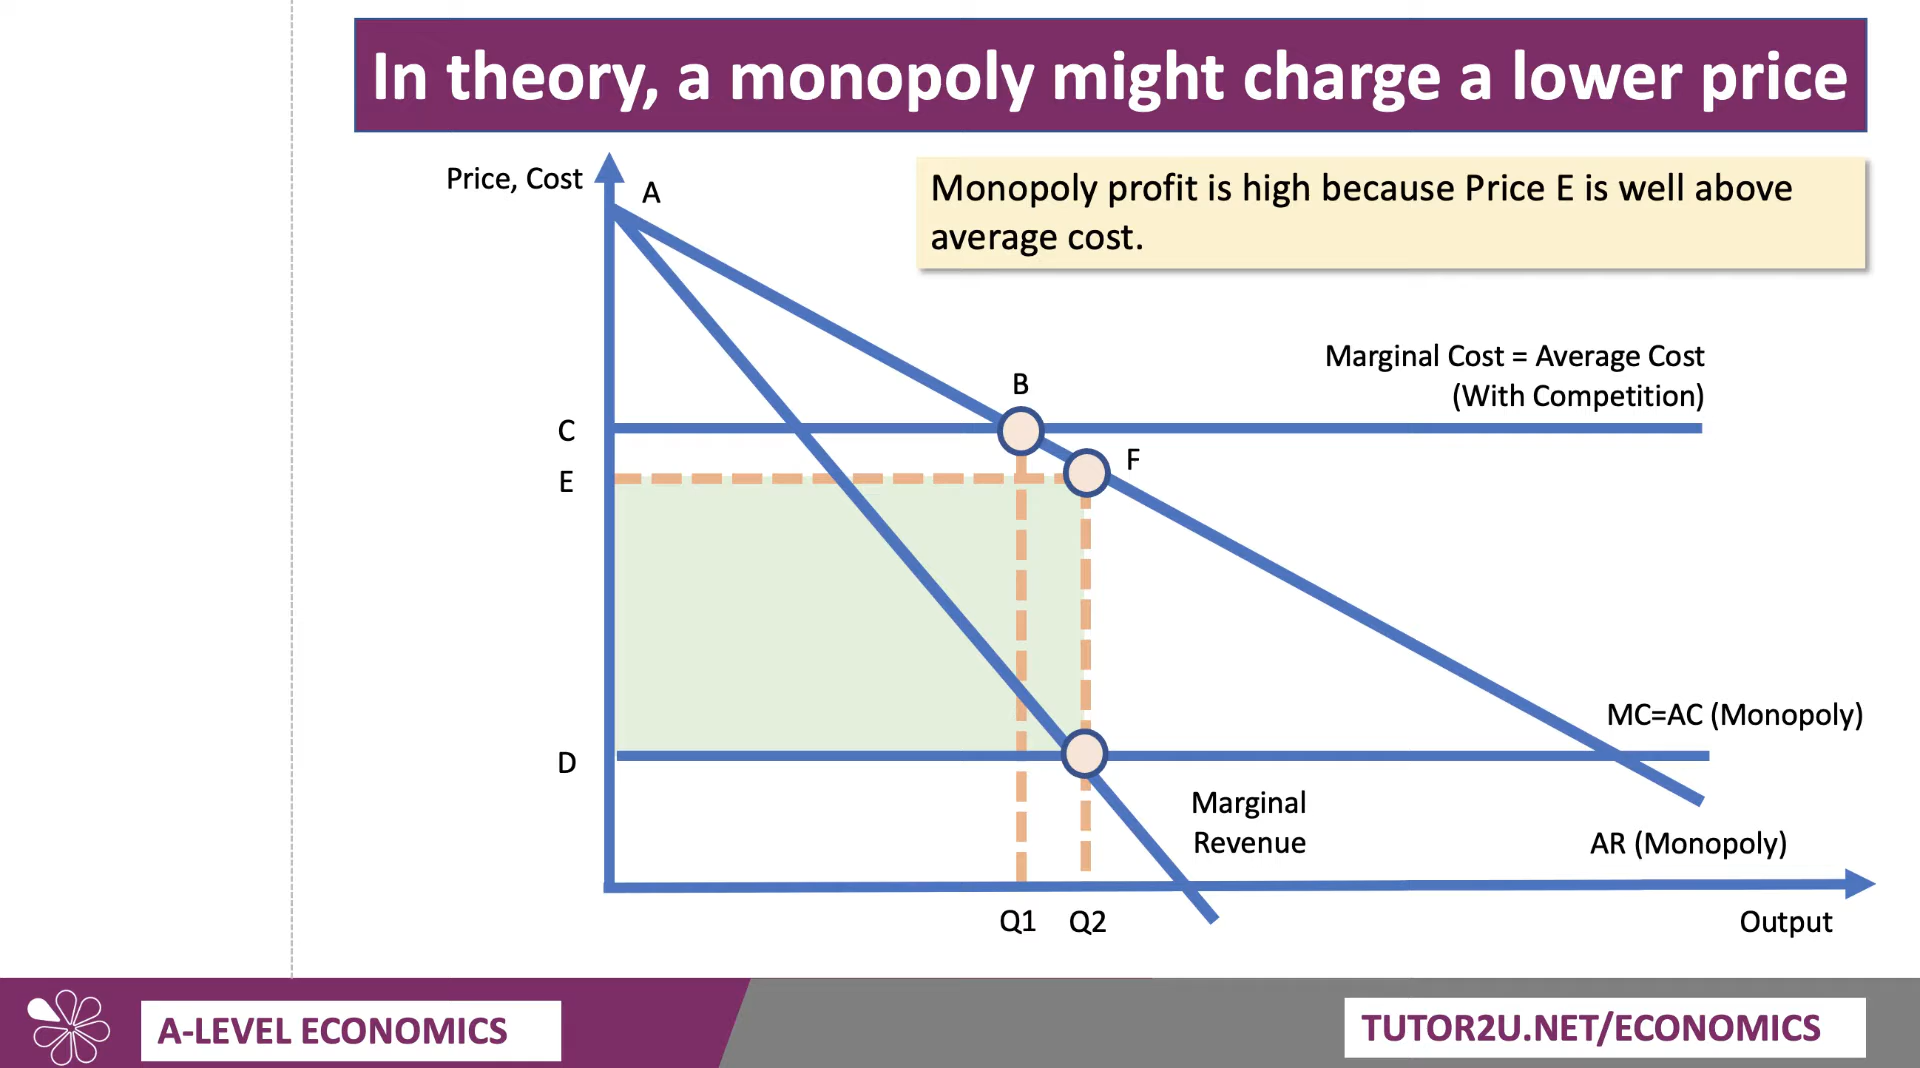 In theory, a monopoly might charge a lower price
Price, Cost
A
Monopoly profit is high because Price E is well above
average cost.
Marginal Cost = Average Cost
(With Competition)
B
C
F
E
MC=AC (Monopoly)
D
Marginal
Revenue
AR (Monopoly)
Q1
Q2
Output
A-LEVEL ECONOMICS
TUTOR2U.NET/ECONOMICS